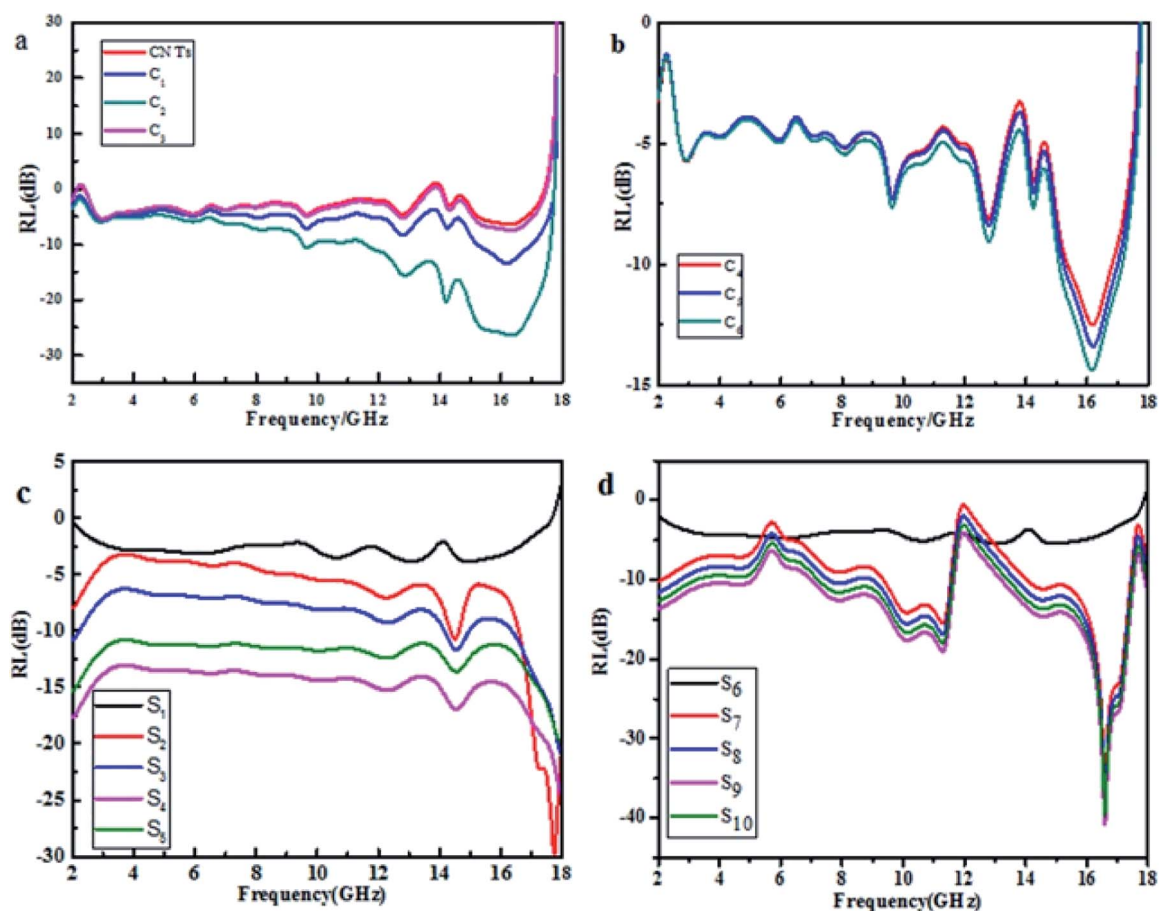 a
CNTs
C1
C2
C3
RL(dB)
30
20
10
0
-10
-20
-30
2 4 6 8 10 12 14 16 18
Frequency/GHz
b
C4
C5
C6
RL(dB)
0
-5
-10
-15
2 4 6 8 10 12 14 16 18
Frequency/GHz
c
S1
S2
S3
S4
S5
RL(dB)
5
0
-5
-10
-15
-20
-25
-30
2 4 6 8 10 12 14 16 18
Frequency(GHz)
d
S6
S7
S8
S9
S10
RL(dB)
0
-10
-20
-30
-40
2 4 6 8 10 12 14 16 18
Frequency(GHz)